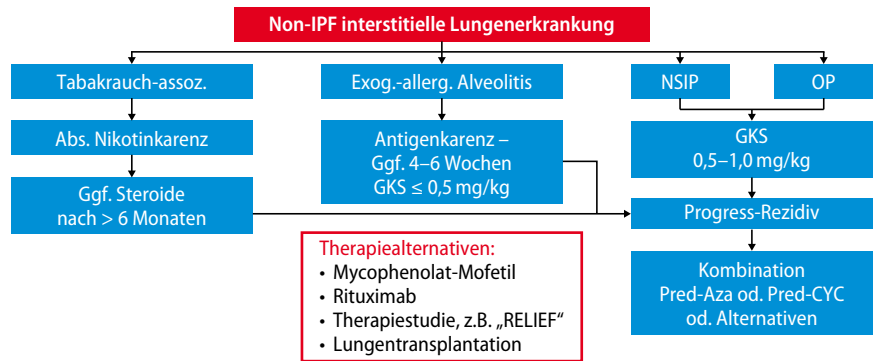 Non-IPF interstitielle Lungenerkrankung
Tabakrauch-assoz.
Exog.-allerg. Alveolitis
NSIP
OP
Abs. Nikotinkarenz
Antigenkarenz –
Ggf. 4–6 Wochen
GKS ≤ 0,5 mg/kg
GKS
0,5–1,0 mg/kg
Ggf. Steroide
nach > 6 Monaten
Progress-Rezidiv
Therapiealternativen:
• Mycophenolat-Mofetil
• Rituximab
• Therapiestudie, z.B. „RELIEF“
• Lungentransplantation
Kombination
Pred-Aza od. Pred-CYC
od. Alternativen